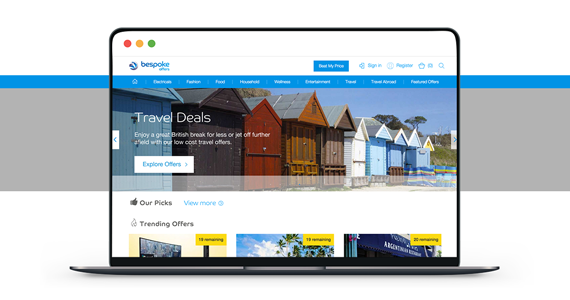 bespoke
offers
Beat My Price
Sign in
Register
Electricals
Fashion
Food
Household
Wellness
Entertainment
Travel
Travel Abroad
Featured Offers
Travel Deals
Enjoy a great British break for less or jet off further
afield with our low cost travel offers.
Explore Offers
Our Picks
View more
Trending Offers
19 remaining
19 remaining
20 remaining
ARGENTINIAN RESTAURANT